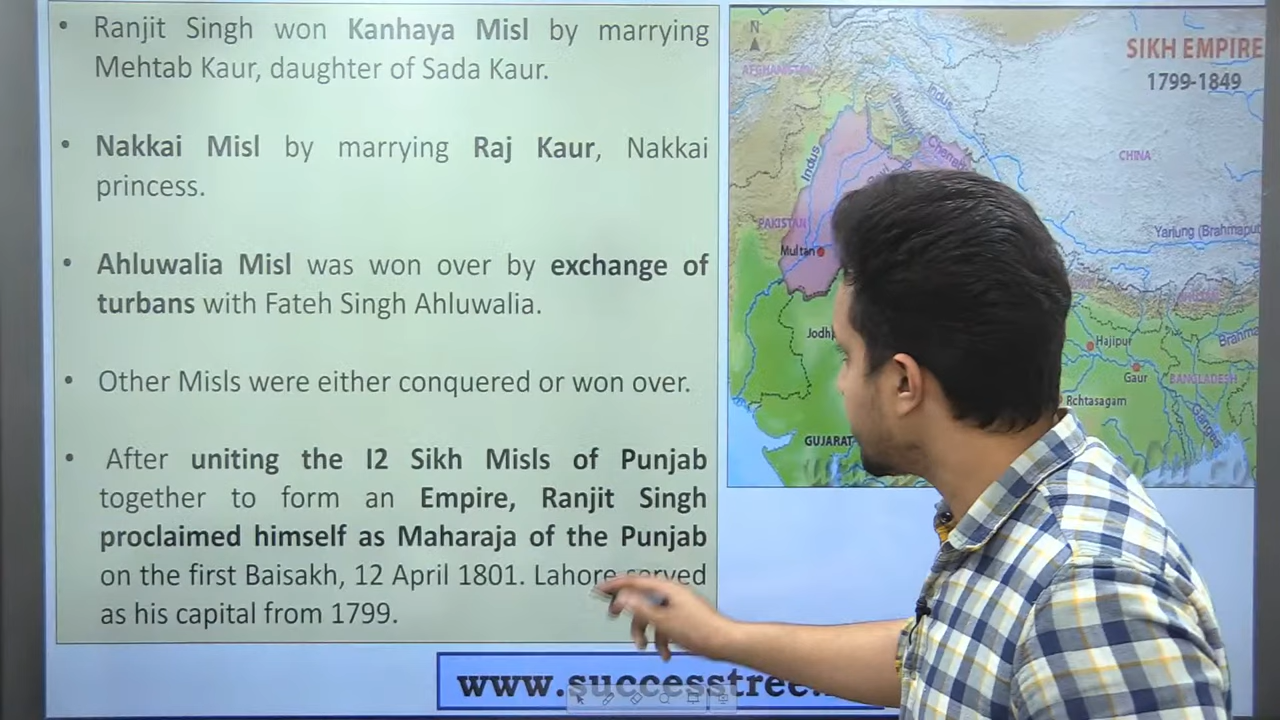 • Ranjit Singh won Kanhaya Misl by marrying
Mehtab Kaur, daughter of Sada Kaur.
• Nakkai Misl by marrying Raj Kaur, Nakkai
princess.
• Ahluwalia Misl was won over by exchange of
turbans with Fateh Singh Ahluwalia.
• Other Misls were either conquered or won over.
• After uniting the I2 Sikh Misls of Punjab
together to form an Empire, Ranjit Singh
proclaimed himself as Maharaja of the Punjab
on the first Baisakh, 12 April 1801. Lahore served
as his capital from 1799.
www.successtree.
N
SIKH EMPIRE
1799-1849
AFGHANISTAN
Indus
Indus
CHINA
PAKISTAN
Multan
Yarlung (Brahmaput
Hajipur
Gaur
BANGLADESH
Rchtasagam
Ganges
Brahma
GUJARAT